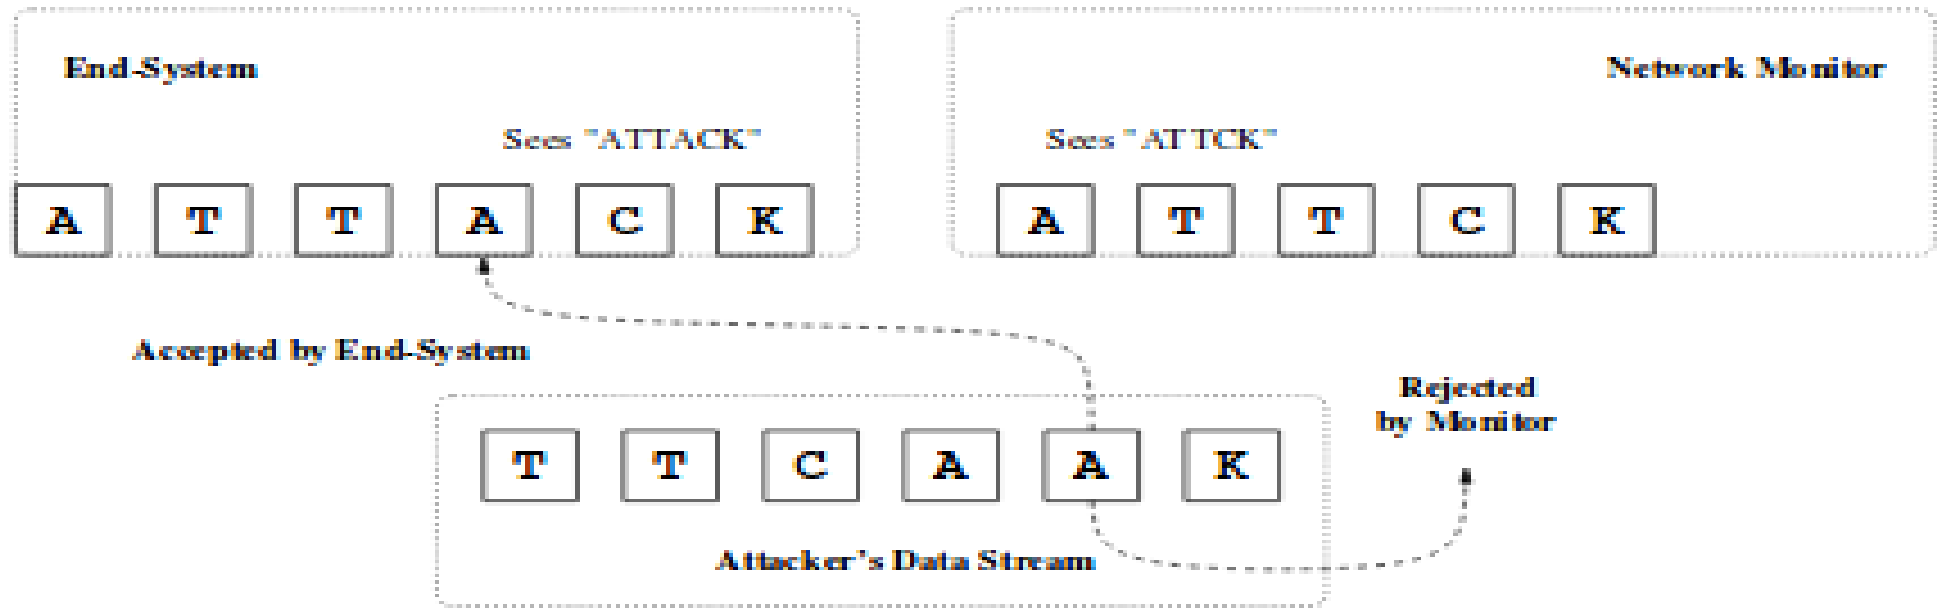 End-System
Network Monitor
Sees "ATTACK"
Sees "ATTCK"
A T T A C K
A T T C K
Accepted by End-System
Rejected
by Monitor
T T C A A K
Attacker's Data Stream